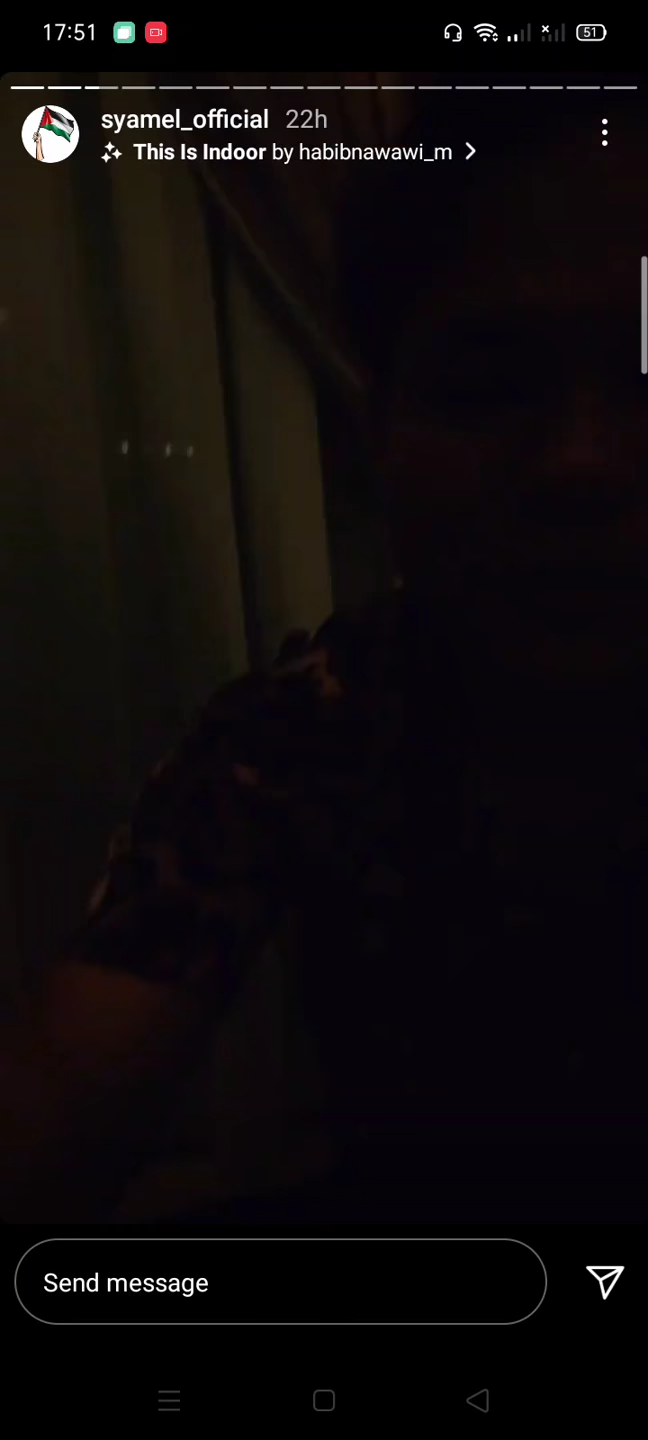 17:51
51
syamel_official 22h
This Is Indoor by habibnawawi_m
Send message